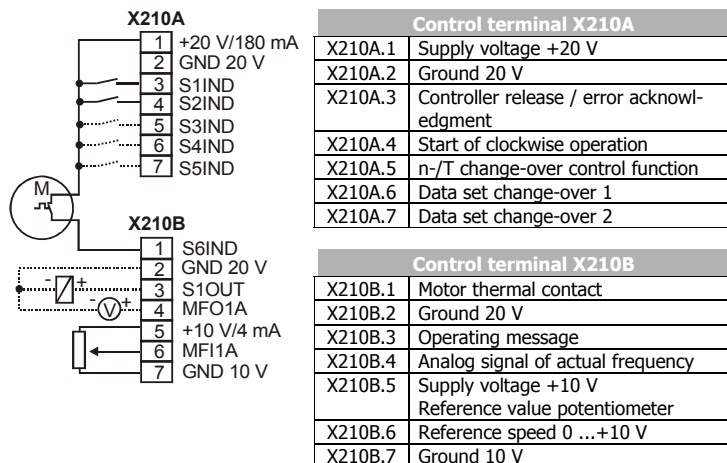 X210A
1 +20 V/180 mA
2 GND 20 V
3 S1IND
4 S2IND
5 S3IND
6 S4IND
7 S5IND
M
X210B
1 S6IND
2 GND 20 V
- + 3 S1OUT
- V + 4 MFO1A
5 +10 V/4 mA
6 MFI1A
7 GND 10 V
Control terminal X210A
X210A.1 Supply voltage +20 V
X210A.2 Ground 20 V
X210A.3 Controller release / error acknowl-
edgment
X210A.4 Start of clockwise operation
X210A.5 n-/T change-over control function
X210A.6 Data set change-over 1
X210A.7 Data set change-over 2
Control terminal X210B
X210B.1 Motor thermal contact
X210B.2 Ground 20 V
X210B.3 Operating message
X210B.4 Analog signal of actual frequency
X210B.5 Supply voltage +10 V
Reference value potentiometer
X210B.6 Reference speed 0 ...+10 V
X210B.7 Ground 10 V